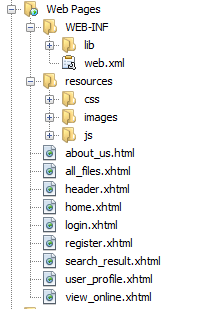 Web Pages
WEB-INF
lib
web.xml
resources
css
images
js
about_us.xhtml
all_files.xhtml
header.xhtml
home.xhtml
login.xhtml
register.xhtml
search_result.xhtml
user_profile.xhtml
view_online.xhtml